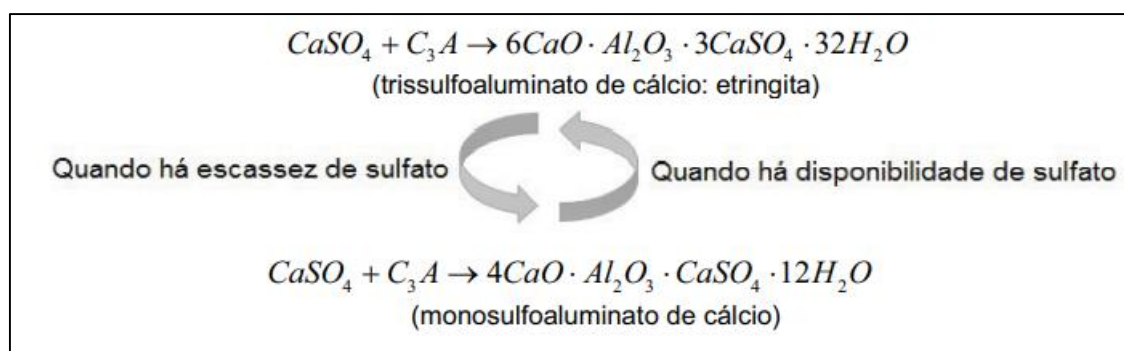 CaSO₄ + C₃A → 6CaO · Al₂O₃ · 3CaSO₄ · 32H₂O
(trissulfoaluminato de cálcio: etringita)
Quando há escassez de sulfato
Quando há disponibilidade de sulfato
CaSO₄ + C₃A → 4CaO · Al₂O₃ · CaSO₄ · 12H₂O
(monosulfoaluminato de cálcio)